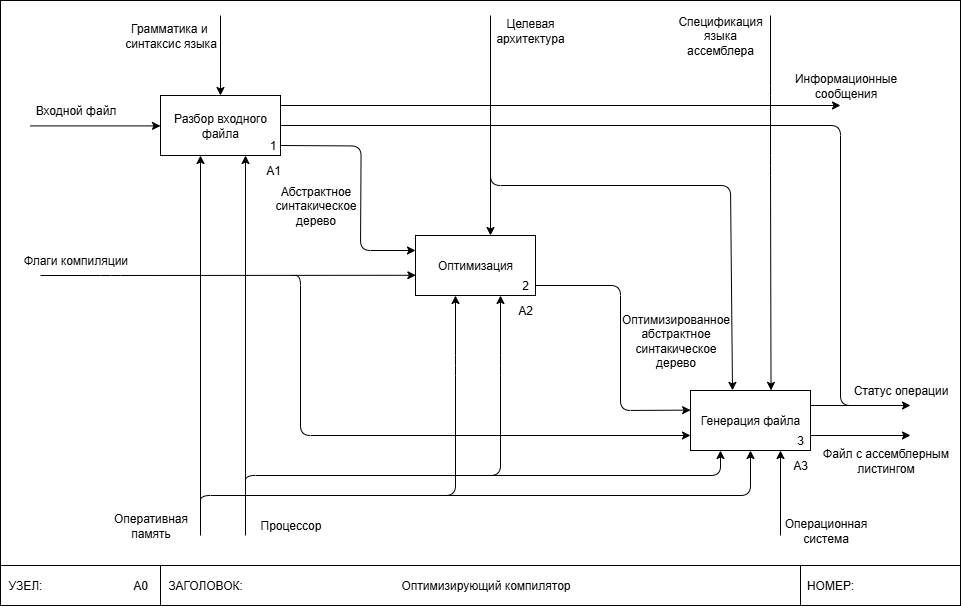 Грамматика и
синтаксис языка
Целевая
архитектура
Спецификация
языка
ассемблера
Информационные
сообщения
Входной файл
Разбор входного
файла
1
A1
Абстрактное
синтакическое
дерево
Флаги компиляции
Оптимизация
2
A2
Оптимизированное
абстрактное
синтакическое
дерево
Статус операции
Генерация файла
3
A3
Файл с ассемблерным
листингом
Оперативная
память
Процессор
Операционная
система
УЗЕЛ: A0 ЗАГОЛОВОК: Оптимизирующий компилятор НОМЕР: